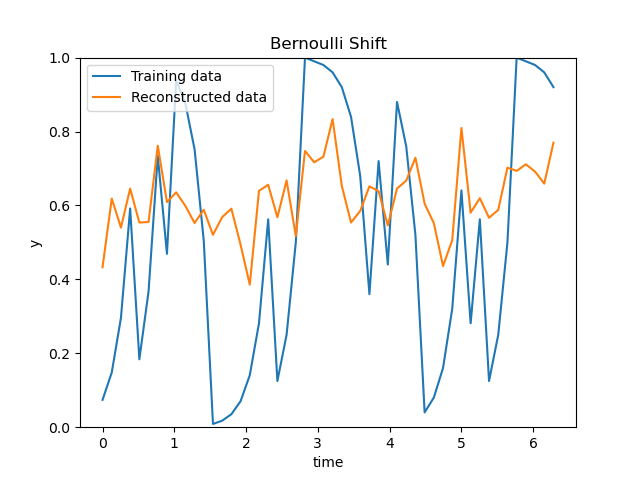 Bernoulli Shift
Training data
Reconstructed data
1.0
0.8
0.6
0.4
0.2
0.0
y
0 1 2 3 4 5 6
time